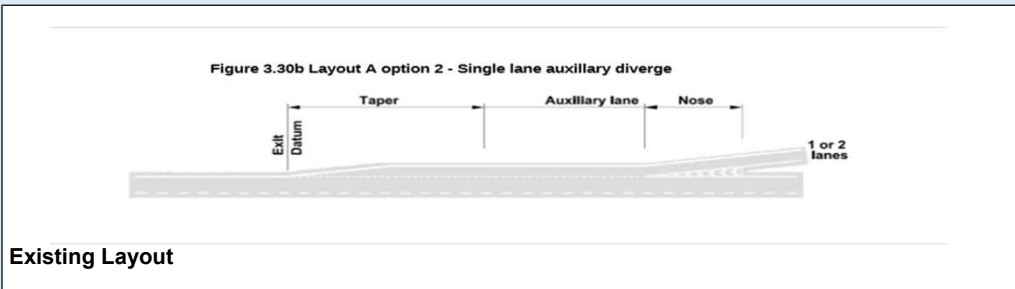 Figure 3.30b Layout A option 2 - Single lane auxillary diverge
Taper
Auxiliary lane
Nose
Exit
Datum
1 or 2
lanes
Existing Layout